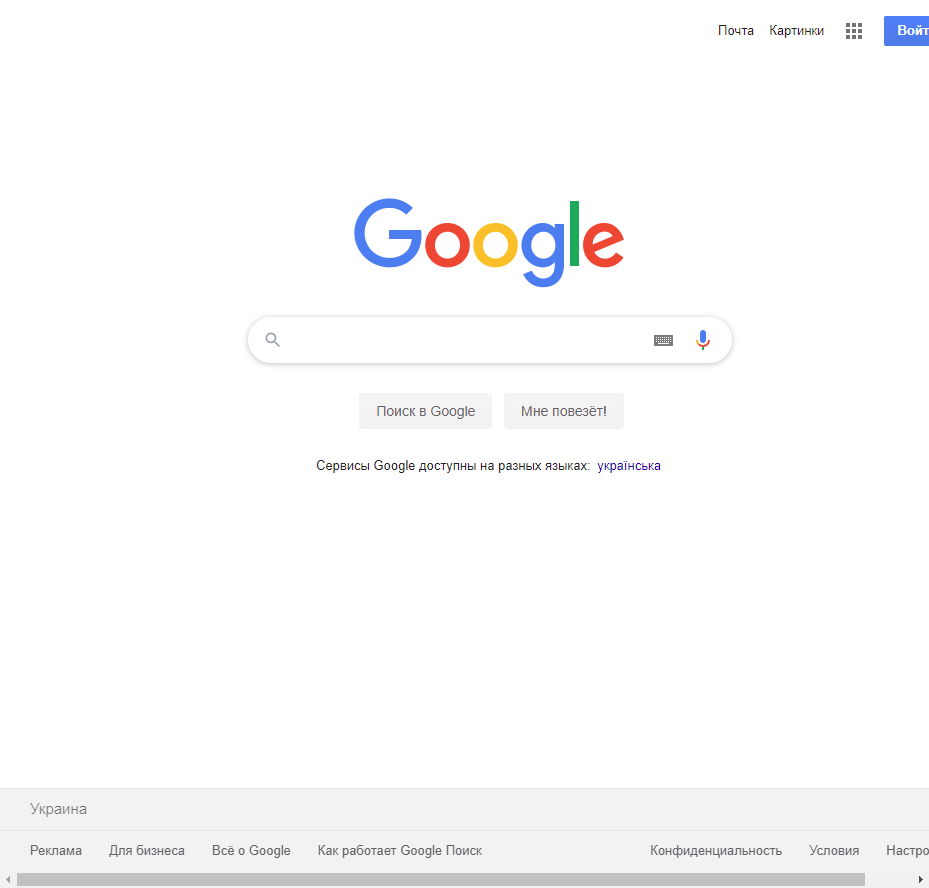 Почта Картинки Войт
Google
Поиск в Google Мне повезёт!
Сервисы Google доступны на разных языках: українська
Украина
Реклама Для бизнеса Всё о Google Как работает Google Поиск Конфиденциальность Условия Настро